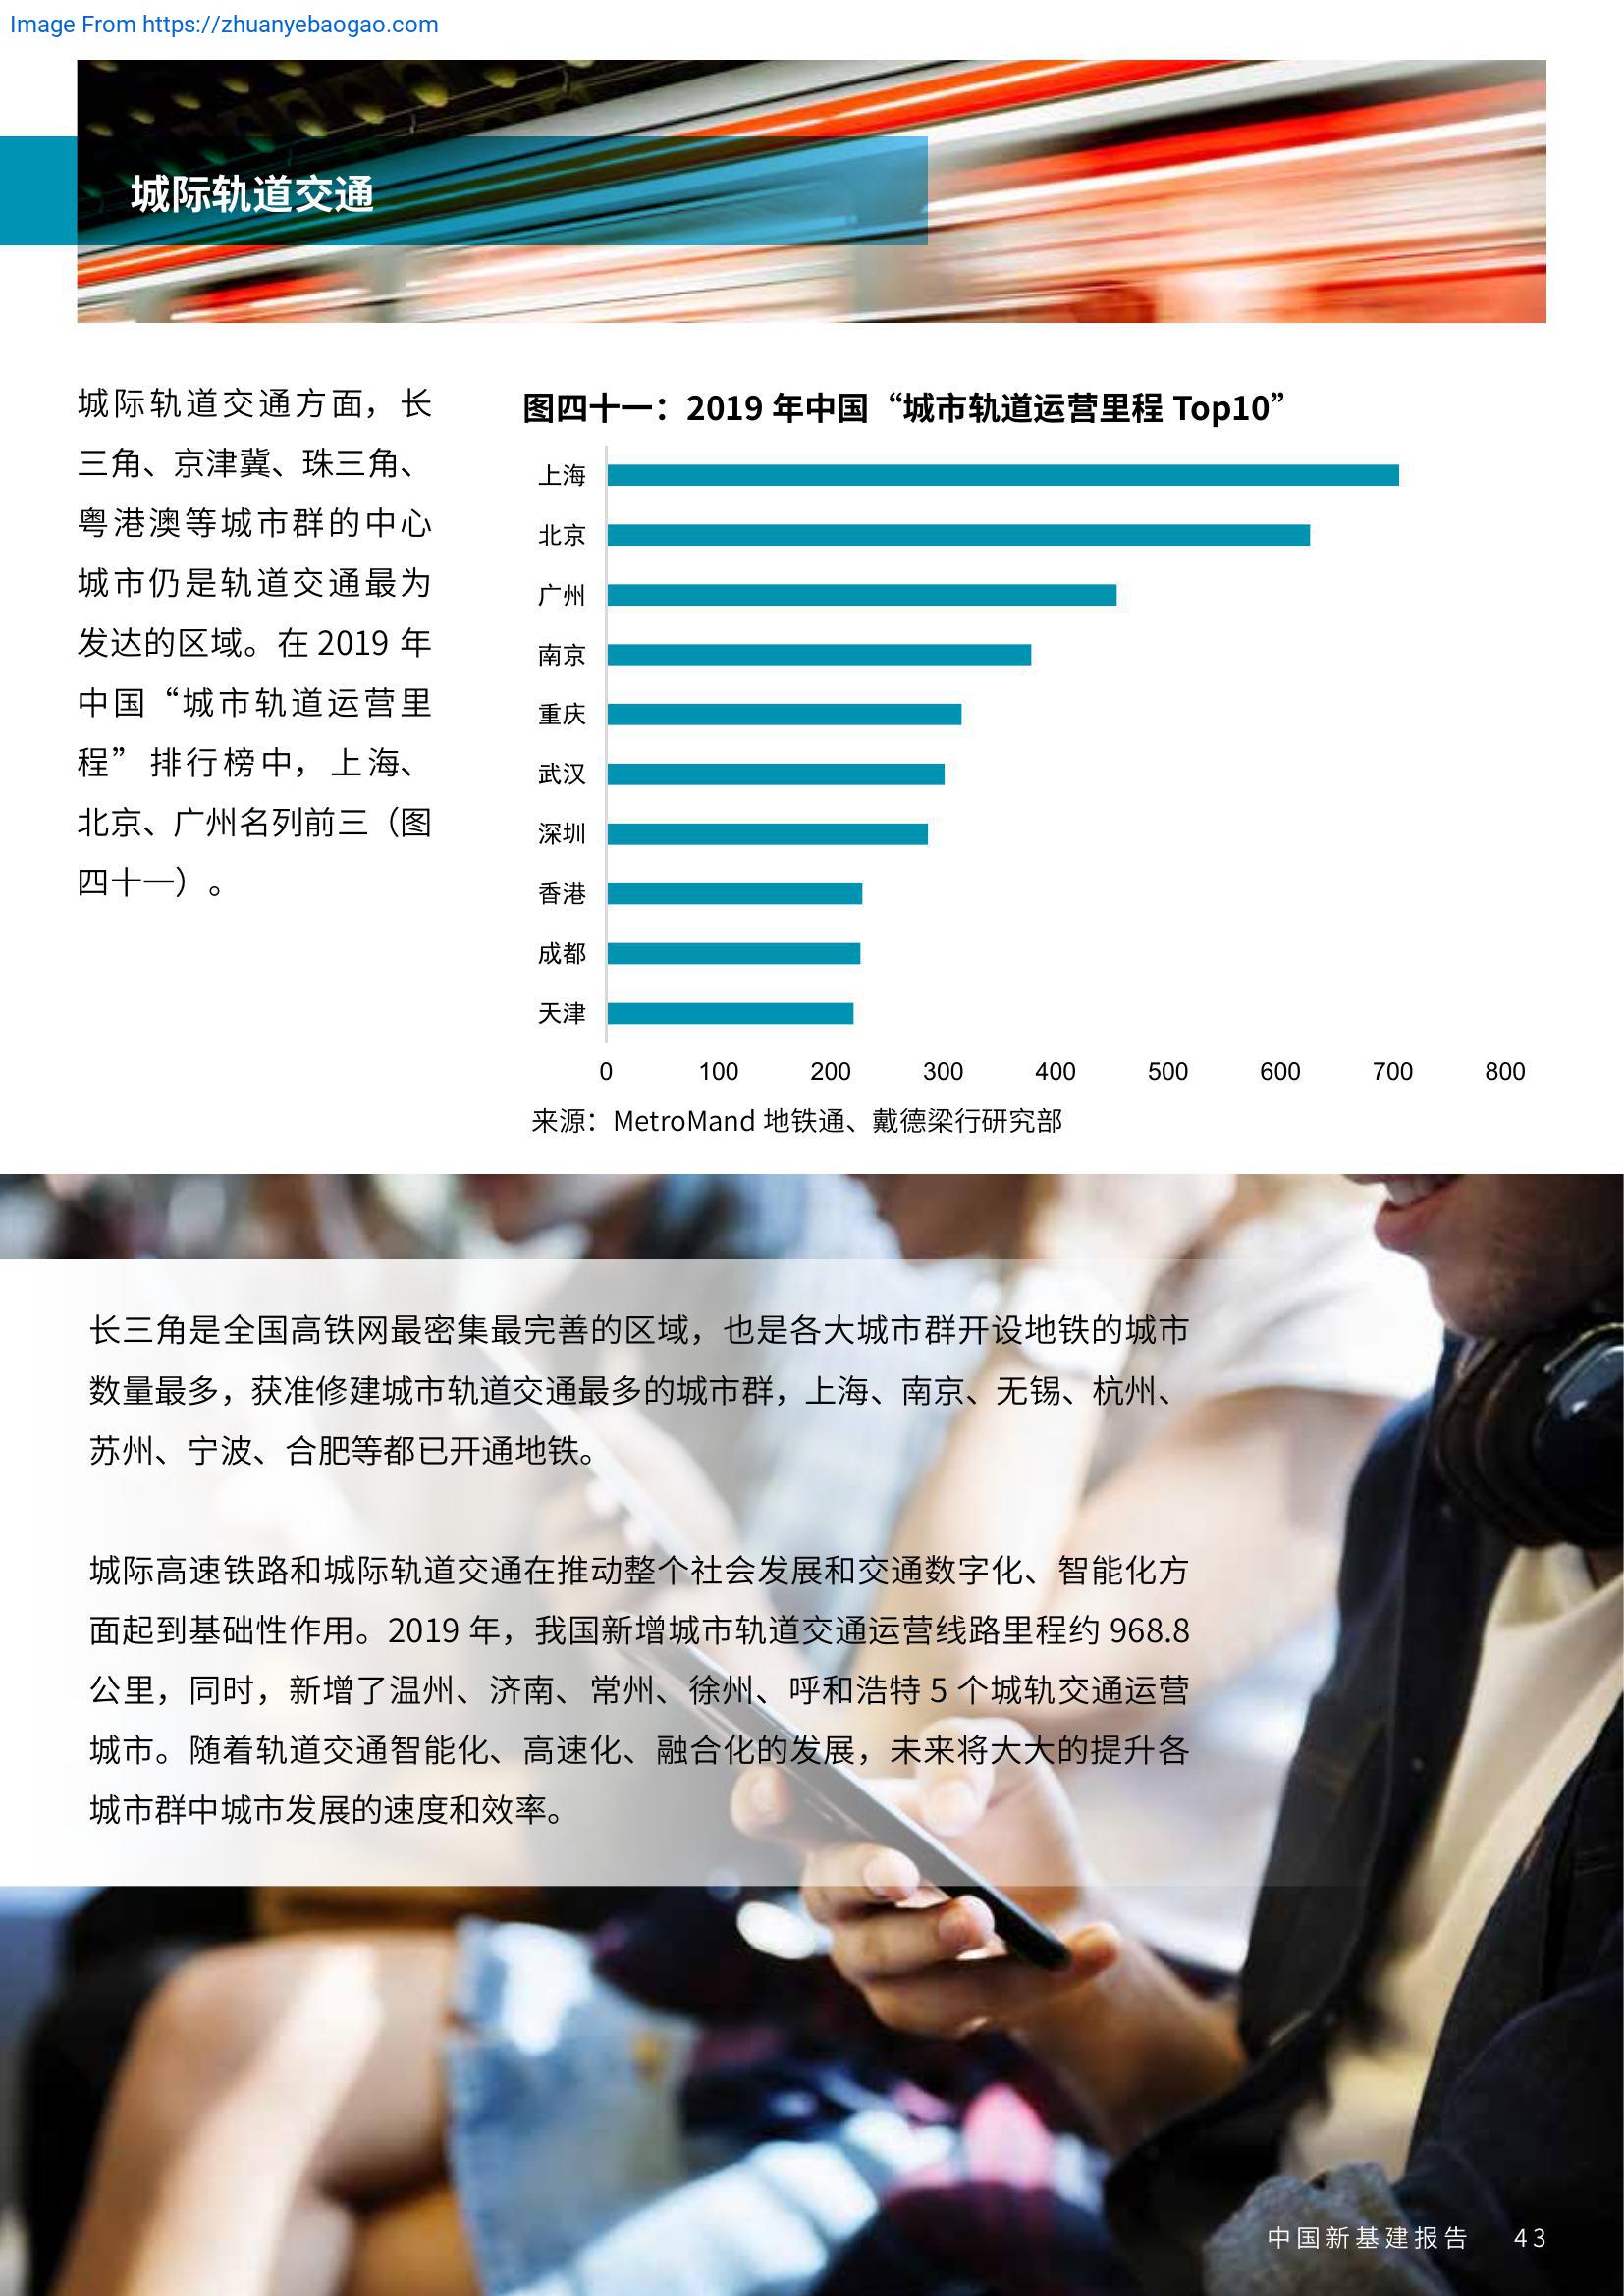 Image From https://zhuanyebaogao.com
城际轨道交通
城际轨道交通方面，长
三角、京津冀、珠三角、
粤港澳等城市群的中心
城市仍是轨道交通最为
发达的区域。在 2019 年
中国“城市轨道运营里
程”排行榜中，上海、
北京、广州名列前三（图
四十一）。
图四十一：2019 年中国“城市轨道运营里程 Top10”
上海
北京
广州
南京
重庆
武汉
深圳
香港
成都
天津
0 100 200 300 400 500 600 700 800
来源：MetroMand 地铁通、戴德梁行研究部
长三角是全国高铁网最密集最完善的区域，也是各大城市群开设地铁的城市
数量最多，获准修建城市轨道交通最多的城市群，上海、南京、无锡、杭州、
苏州、宁波、合肥等都已开通地铁。
城际高速铁路和城际轨道交通在推动整个社会发展和交通数字化、智能化方
面起到基础性作用。2019 年，我国新增城市轨道交通运营线路里程约 968.8
公里，同时，新增了温州、济南、常州、徐州、呼和浩特 5 个城轨交通运营
城市。随着轨道交通智能化、高速化、融合化的发展，未来将大大的提升各
城市群中城市发展的速度和效率。
中国新基建报告 43